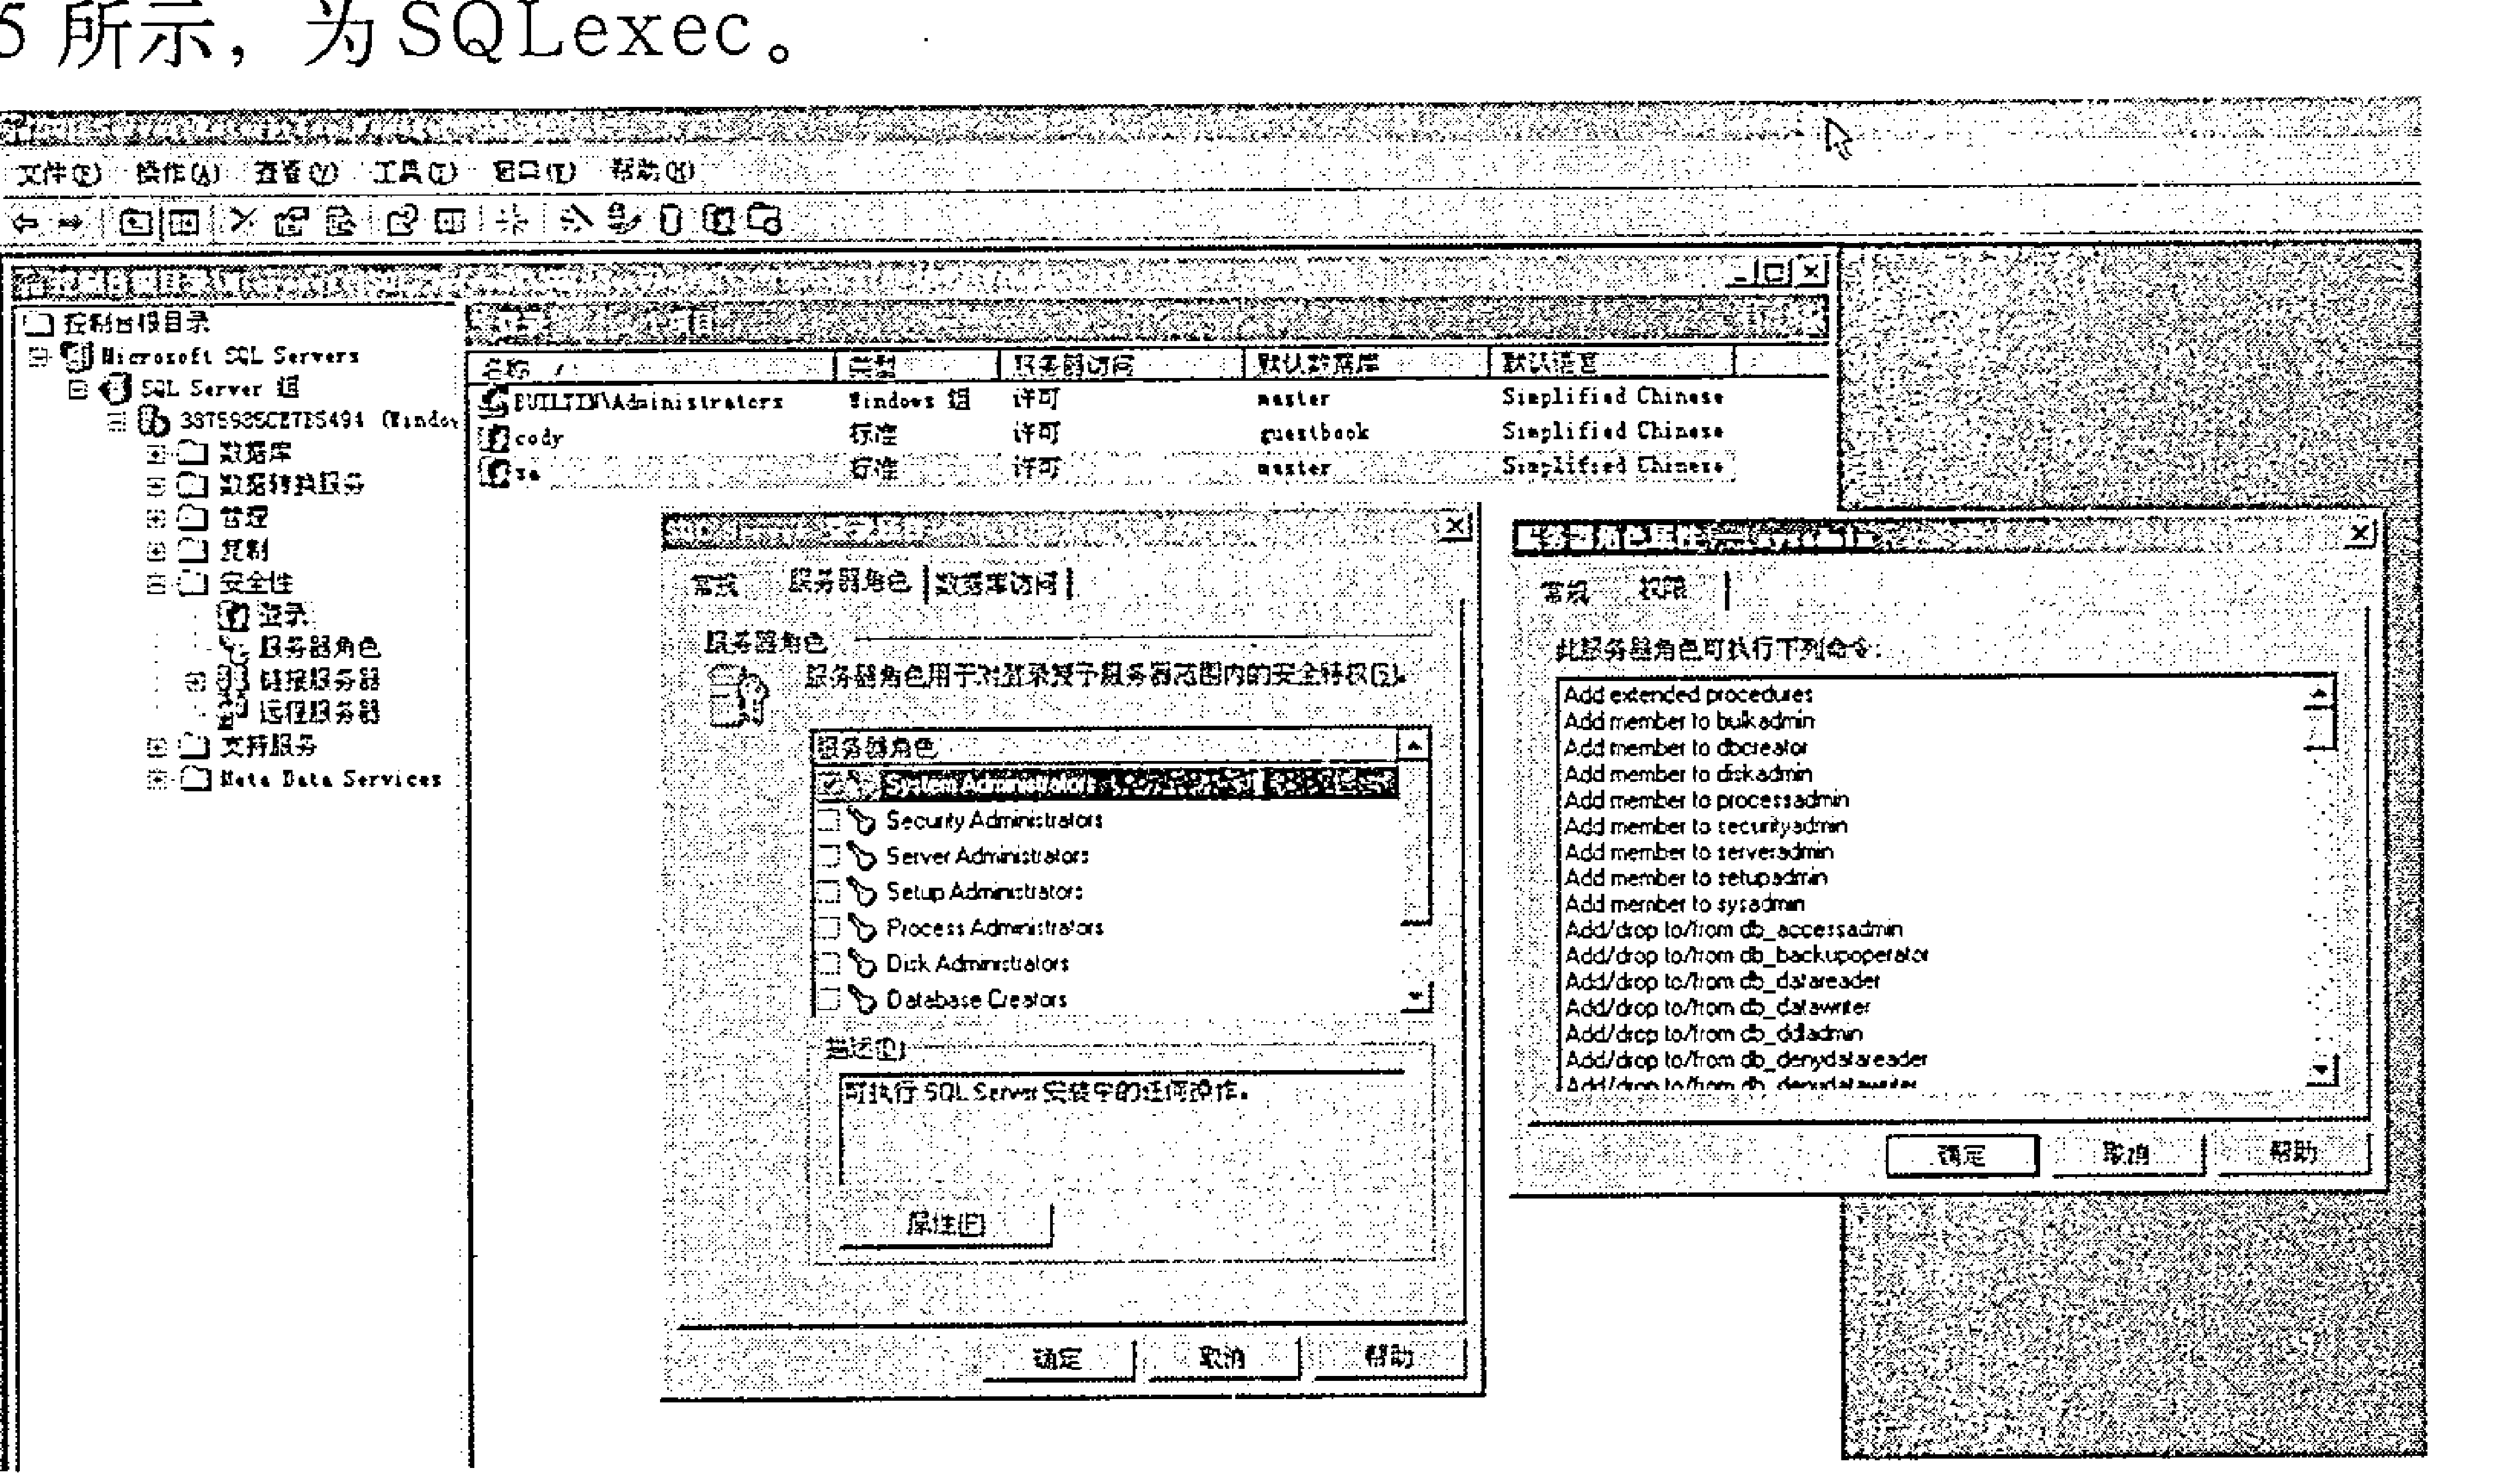 5 所示，为SQLexec。
文件(F) 操作(A) 查看(V) 工具(T) 窗口(W) 帮助(H)
控制台根目录
Microsoft SQL Servers
SQL Server 组
数据库
数据转换服务
管理
复制
安全性
登录
服务器角色
链接服务器
远程服务器
支持服务
Meta Data Services
名称 类型 服务器访问 默认数据库 默认语言
BUILTIN\Administrators Windows 组 许可 master Simplified Chinese
cody 标准 许可 guestbook Simplified Chinese
sa 标准 许可 master Simplified Chinese
常规 服务器角色 数据库访问
服务器角色
服务器角色用于对登录授予服务器范围内的安全特权(S)。
服务器角色
System Administrators
Security Administrators
Server Administrators
Setup Administrators
Process Administrators
Disk Administrators
Database Creators
描述(D)
可执行 SQL Server 安装中的任何操作。
属性(P)
确定 取消 帮助
常规 权限
此服务器角色可执行下列命令:
Add extended procedures
Add member to bulkadmin
Add member to dbcreator
Add member to diskadmin
Add member to processadmin
Add member to securityadmin
Add member to serveradmin
Add member to setupadmin
Add member to sysadmin
Add/drop to/from db_accessadmin
Add/drop to/from db_backupoperator
Add/drop to/from db_datareader
Add/drop to/from db_datawriter
Add/drop to/from db_ddladmin
Add/drop to/from db_denydatareader
Add/drop to/from db_denydatawriter
确定 取消 帮助